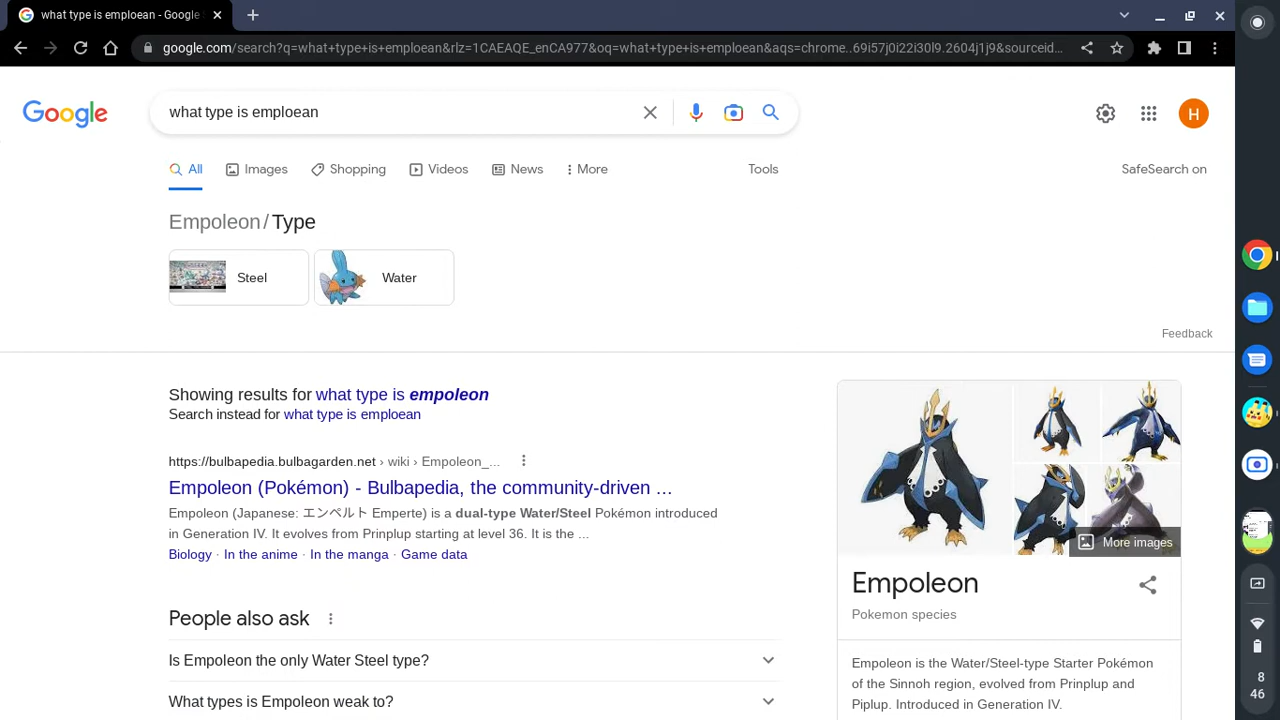 what type is emploean - Google
google.com/search?q=what+type+is+emploean&rlz=1CAEAQE_enCA977&oq=what+type+is+emploean&aqs=chrome..69i57j0i22i30l9.2604j1j9&sourceid...
Google
what type is emploean
H
All
Images
Shopping
Videos
News
More
Tools
SafeSearch on
Empoleon/Type
Steel
Water
Feedback
Showing results for what type is empoleon
Search instead for what type is emploean
https://bulbapedia.bulbagarden.net › wiki › Empoleon_...
Empoleon (Pokémon) - Bulbapedia, the community-driven ...
Empoleon (Japanese: エンペルト Emperte) is a dual-type Water/Steel Pokémon introduced
in Generation IV. It evolves from Prinplup starting at level 36. It is the ...
Biology · In the anime · In the manga · Game data
People also ask
Is Empoleon the only Water Steel type?
What types is Empoleon weak to?
More images
Empoleon
Pokemon species
Empoleon is the Water/Steel-type Starter Pokémon
of the Sinnoh region, evolved from Prinplup and
Piplup. Introduced in Generation IV.
8
46